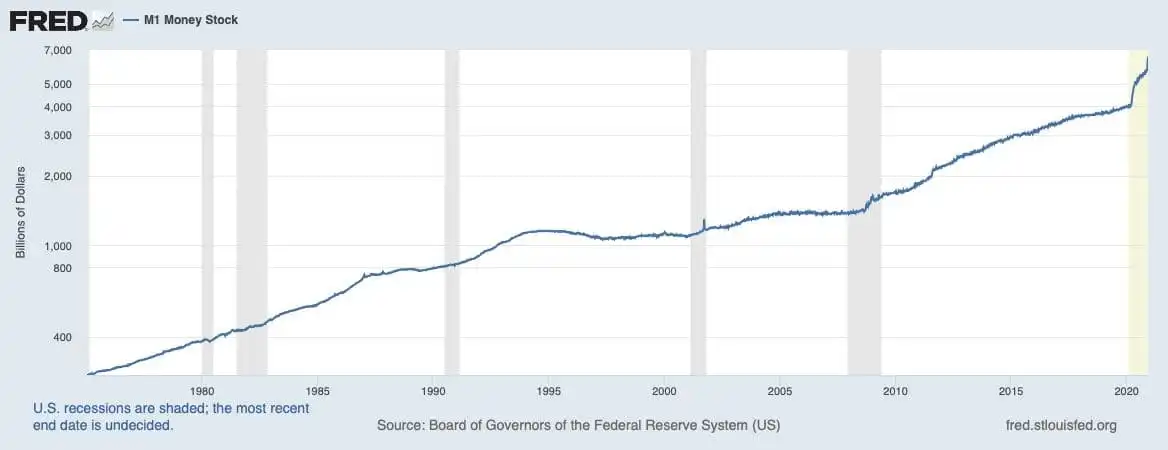 FRED
M1 Money Stock
7,000
5,000
4,000
3,000
2,000
1,000
800
400
Billions of Dollars
1980
1985
1990
1995
2000
2005
2010
2015
2020
U.S. recessions are shaded; the most recent
end date is undecided.
Source: Board of Governors of the Federal Reserve System (US)
fred.stlouisfed.org